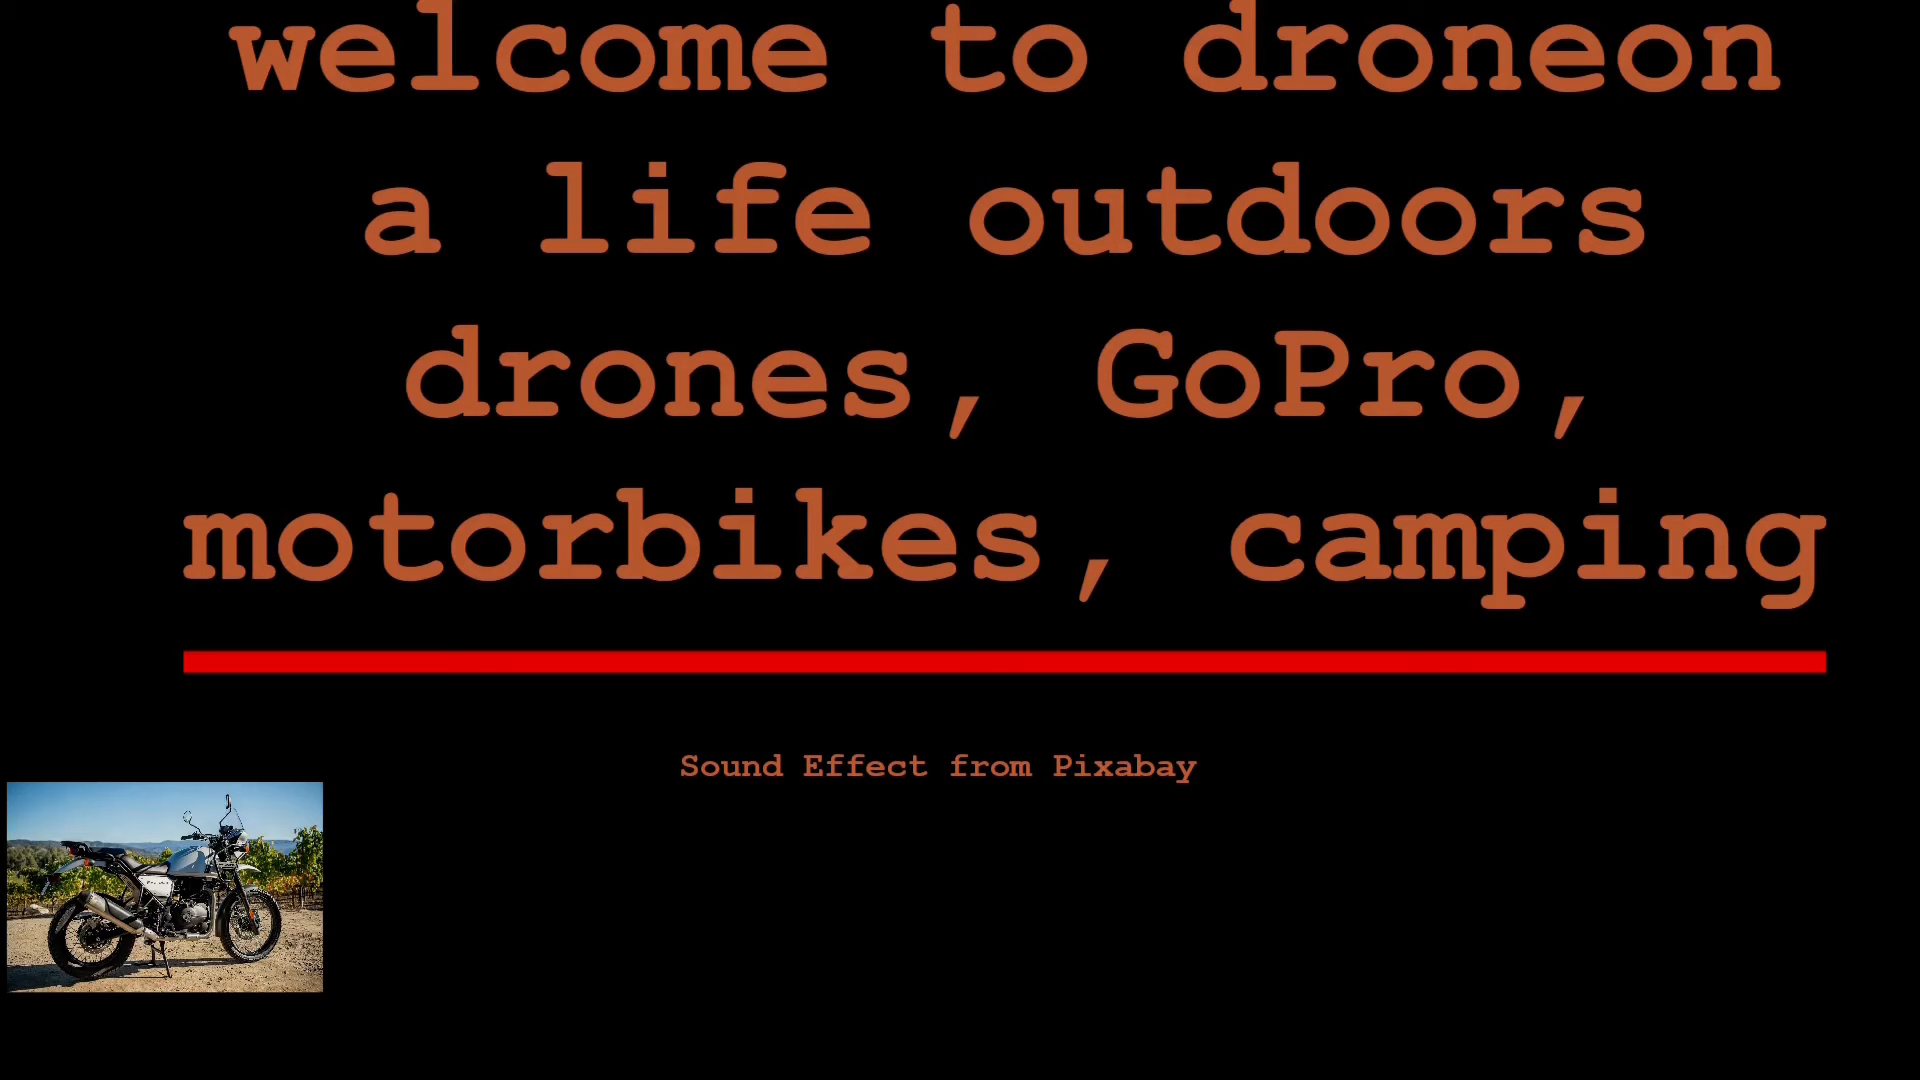 welcome to droneon
a life outdoors
drones, GoPro,
motorbikes, camping
Sound Effect from Pixabay